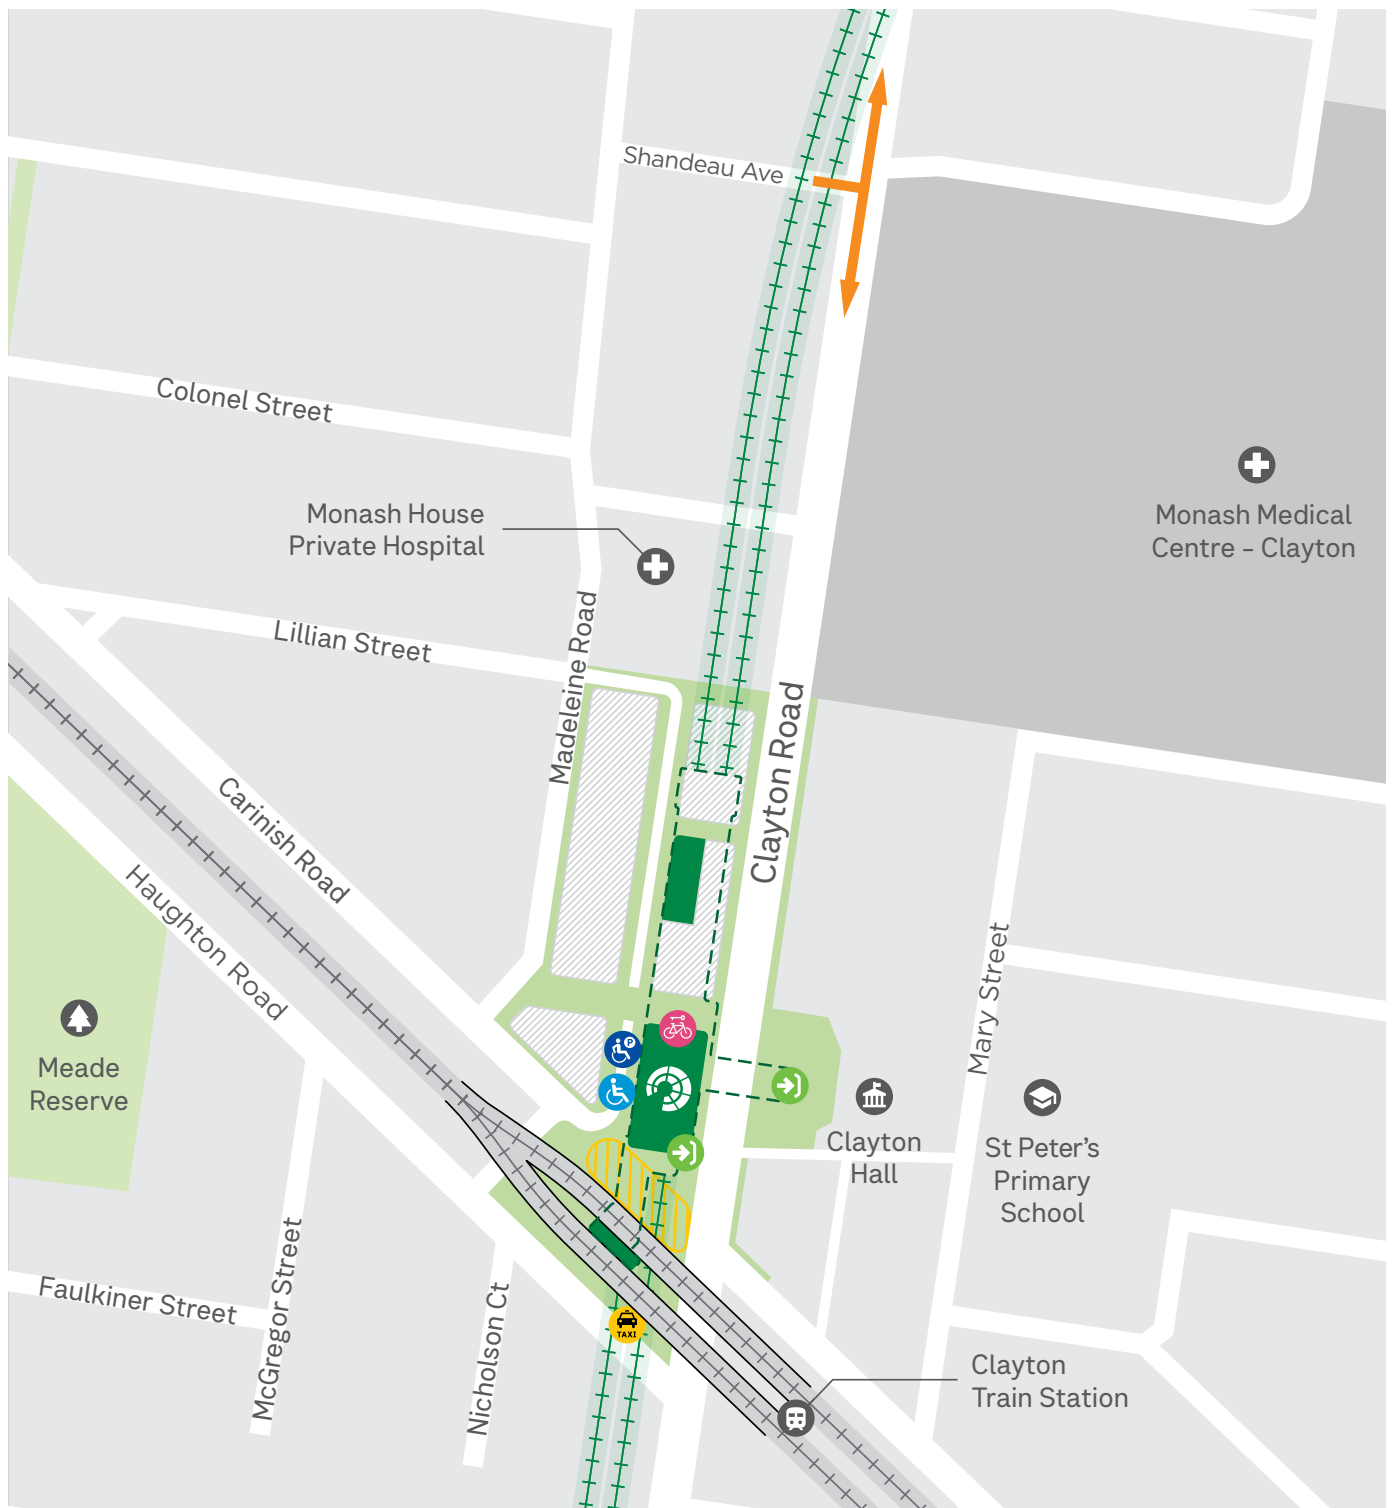 Shandeau Ave
Colonel Street
Monash House
Private Hospital
Monash Medical
Centre – Clayton
Lillian Street
Madeleine Road
Clayton Road
Carinish Road
Haughton Road
Mary Street
Meade
Reserve
P
Clayton
Hall
St Peter's
Primary
School
McGregor Street
Faulkiner Street
Nicholson Ct
TAXI
Clayton
Train Station